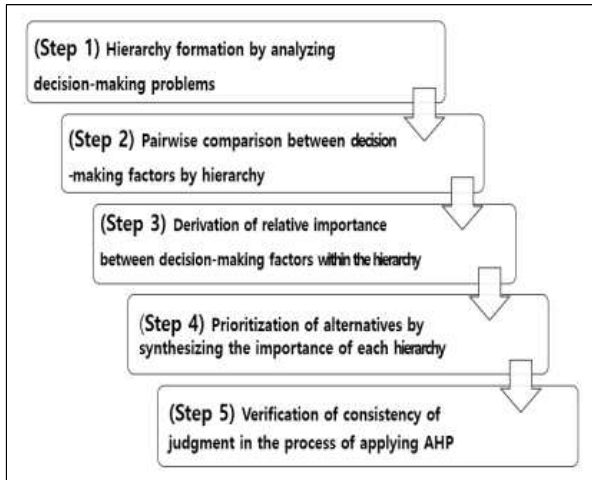 (Step 1) Hierarchy formation by analyzing
decision-making problems
(Step 2) Pairwise comparison between decision
-making factors by hierarchy
(Step 3) Derivation of relative importance
between decision-making factors within the hierarchy
(Step 4) Prioritization of alternatives by
synthesizing the importance of each hierarchy
(Step 5) Verification of consistency of
judgment in the process of applying AHP